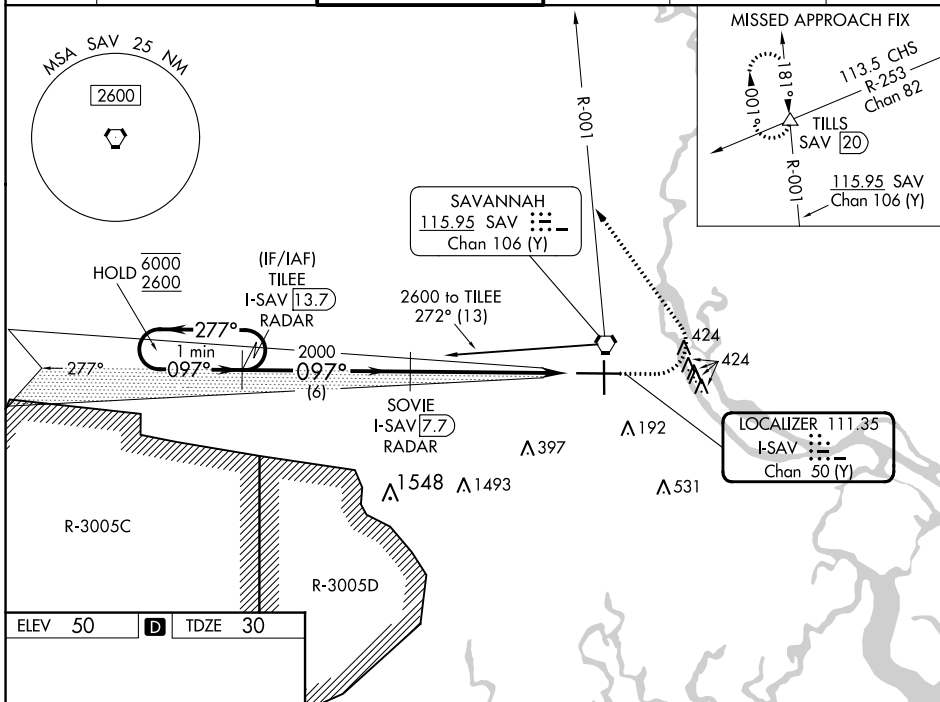 MSA SAV 25 NM
2600
MISSED APPROACH FIX
181°
001°
113.5 CHS
R-253
Chan 82
TILLS
SAV 20
R-001
115.95 SAV
Chan 106 (Y)
R-001
SAVANNAH
115.95 SAV
Chan 106 (Y)
HOLD
6000
2600
(IF/IAF)
TILEE
I-SAV 13.7
RADAR
2600 to TILEE
272° (13)
277°
1 min
097°
277°
2000
097°
(6)
SOVIE
I-SAV 7.7
RADAR
424
424
LOCALIZER 111.35
I-SAV
Chan 50 (Y)
192
397
1548
1493
531
R-3005C
R-3005D
ELEV 50 D TDZE 30